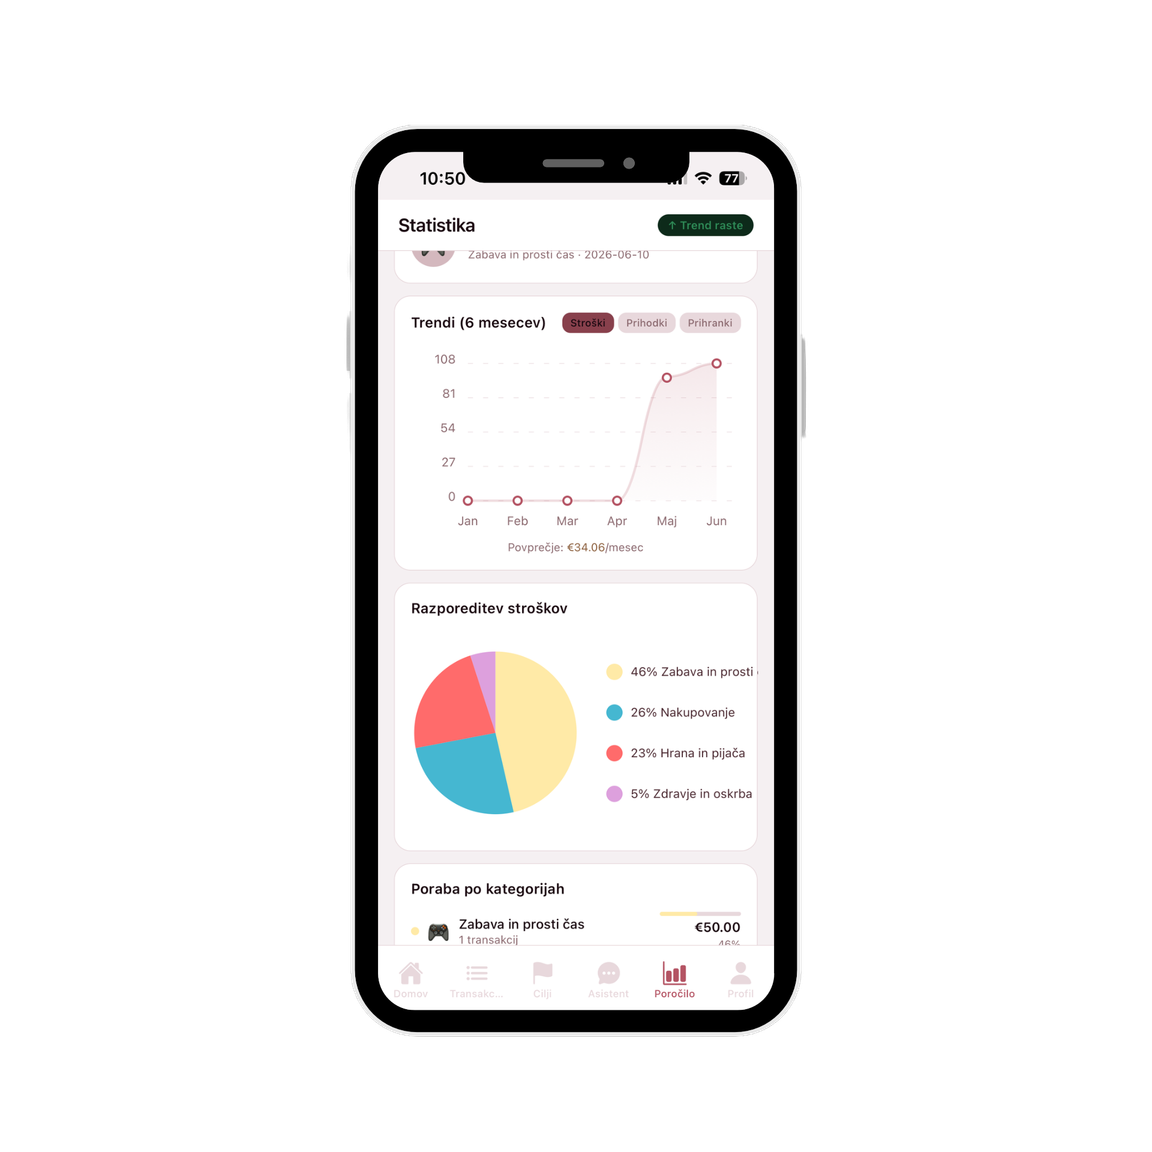 10:50
77
Statistika
↑ Trend raste
Zabava in prosti čas · 2026-06-10
Trendi (6 mesecev)
Stroški
Prihodki
Prihranki
108
81
54
27
0
Jan Feb Mar Apr Maj Jun
Povprečje: €34.06/mesec
Razporeditev stroškov
46% Zabava in prosti
26% Nakupovanje
23% Hrana in pijača
5% Zdravje in oskrba
Poraba po kategorijah
Zabava in prosti čas
€50.00
1 transakcij
46%
Domov
Transakc...
Cilji
Asistent
Poročilo
Profil